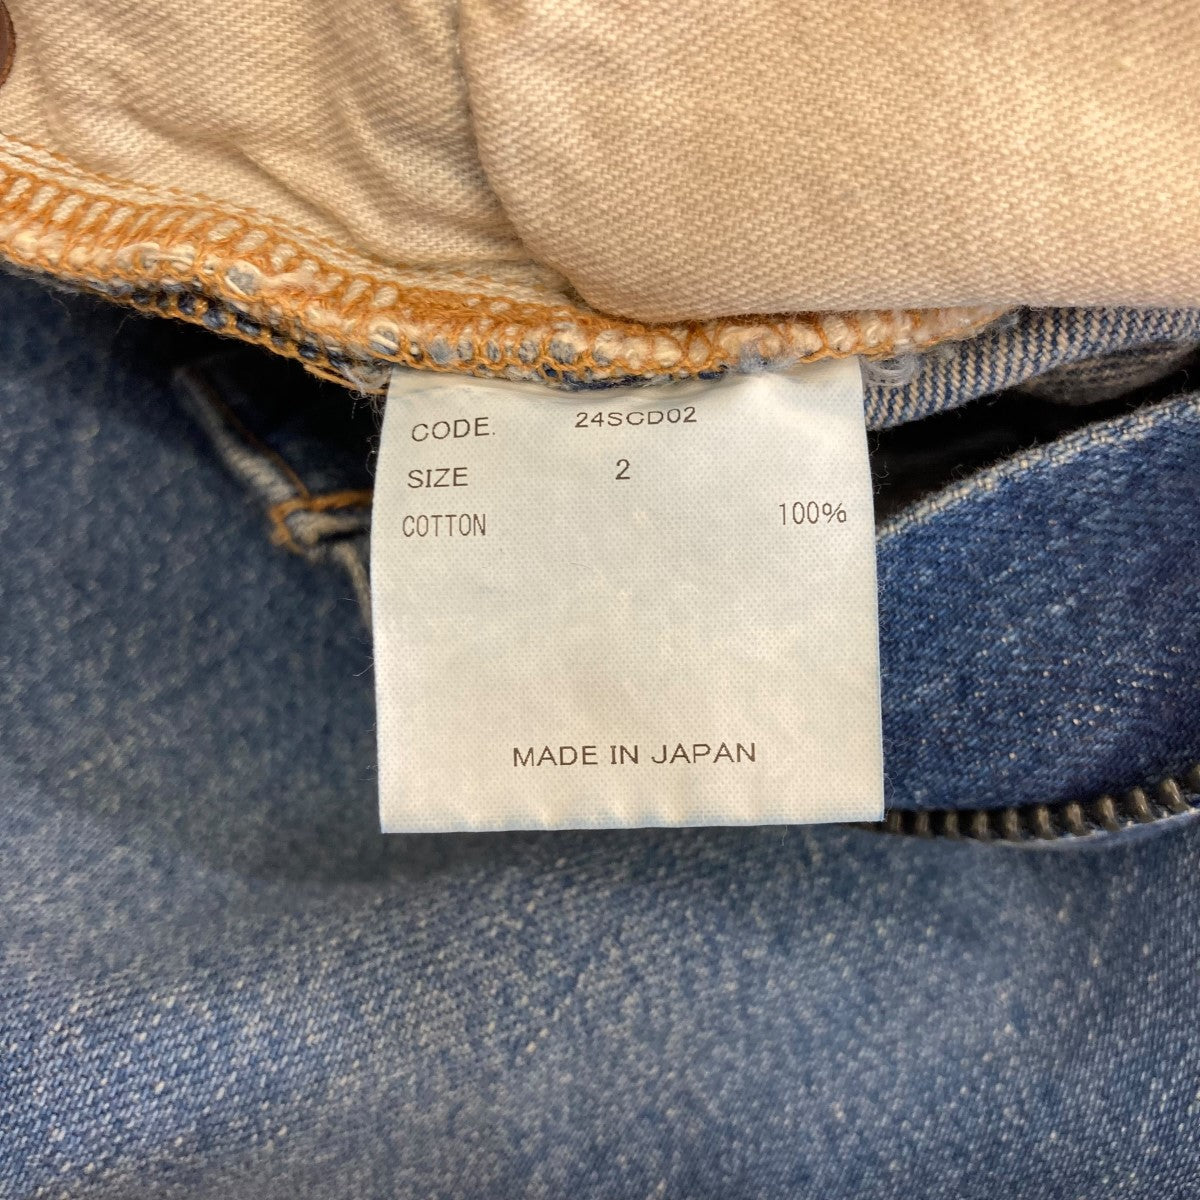 CODE. 24SCD02
SIZE 2
COTTON 100%
MADE IN JAPAN